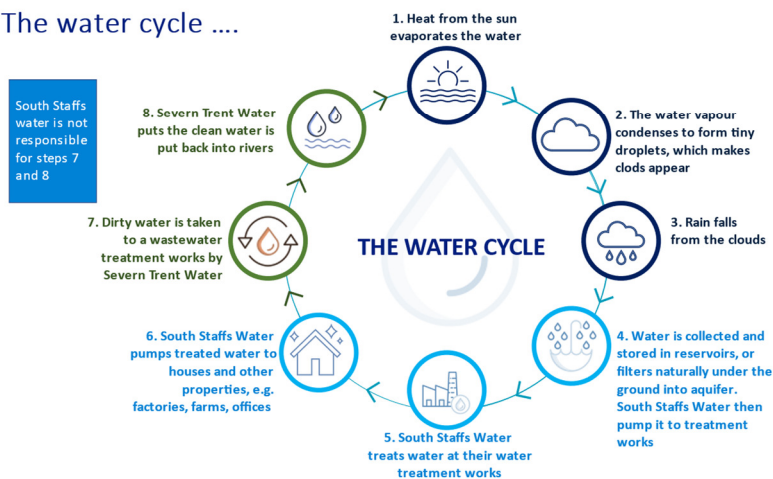 The water cycle ....
South Staffs
water is not
responsible
for steps 7
and 8
1. Heat from the sun
evaporates the water
2. The water vapour
condenses to form tiny
droplets, which makes
clods appear
3. Rain falls
from the clouds
4. Water is collected and
stored in reservoirs, or
filters naturally under the
ground into aquifer.
South Staffs Water then
pump it to treatment
works
5. South Staffs Water
treats water at their water
treatment works
6. South Staffs Water
pumps treated water to
houses and other
properties, e.g.
factories, farms, offices
7. Dirty water is taken
to a wastewater
treatment works by
Severn Trent Water
8. Severn Trent Water
puts the clean water is
put back into rivers
THE WATER CYCLE